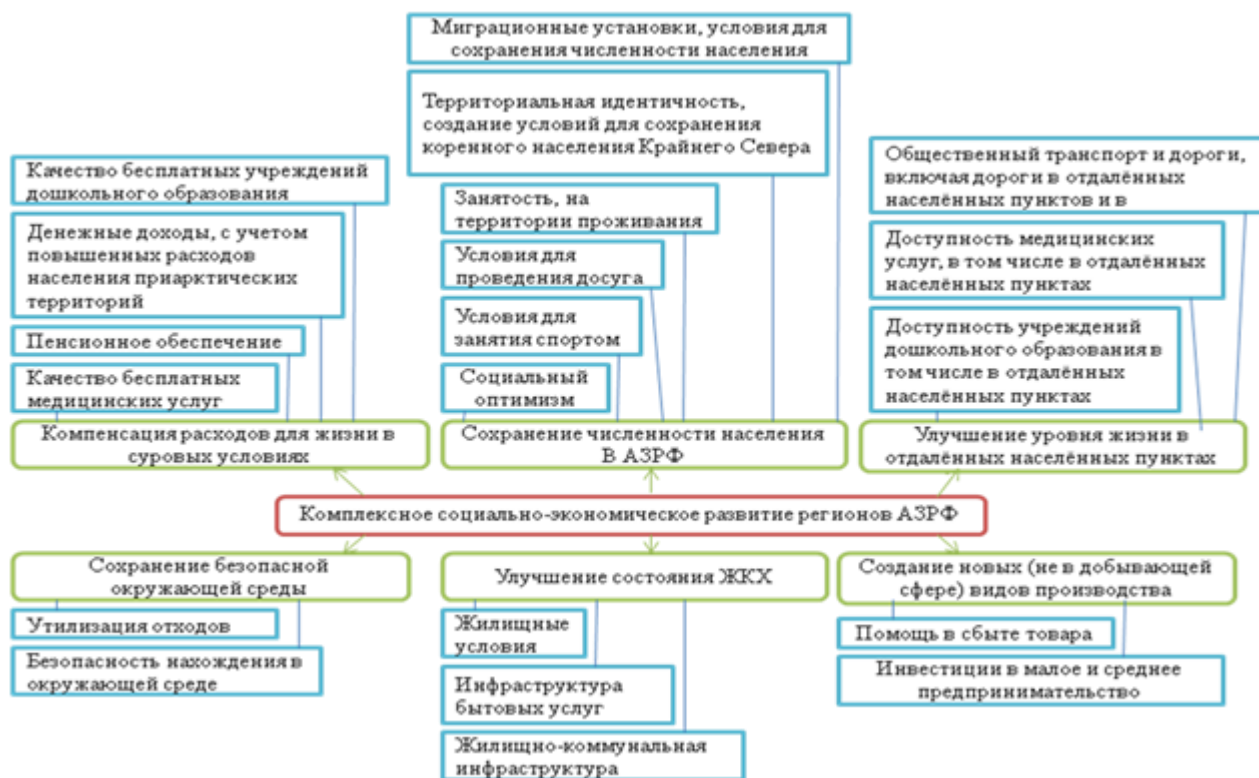 Миграционные установки, условия для
сохранения численности населения
Территориальная идентичность,
создание условий для сохранения
коренного населения Крайнего Севера
Качество бесплатных учреждений
дошкольного образования
Денежные доходы, с учетом
повышенных расходов
населения приарктических
территорий
Пенсионное обеспечение
Качество бесплатных
медицинских услуг
Занятость, на
территории проживания
Условия для
проведения досуга
Условия для
занятия спортом
Социальный
оптимизм
Общественный транспорт и дороги,
включая дороги в отдалённых
населённых пунктов и в
Доступность медицинских
услуг, в том числе в отдалённых
населённых пунктах
Доступность учреждений
дошкольного образования в
том числе в отдалённых
населённых пунктах
Компенсация расходов для жизни в
суровых условиях
Сохранение численности населения
В АЗРФ
Улучшение уровня жизни в
отдалённых населённых пунктах
Комплексное социально-экономическое развитие регионов АЗРФ
Сохранение безопасной
окружающей среды
Утилизация отходов
Безопасность нахождения в
окружающей среде
Улучшение состояния ЖКХ
Жилищные
условия
Инфраструктура
бытовых услуг
Жилищно-коммунальная
инфраструктура
Создание новых (не в добывающей
сфере) видов производства
Помощь в сбыте товара
Инвестиции в малое и среднее
предпринимательство